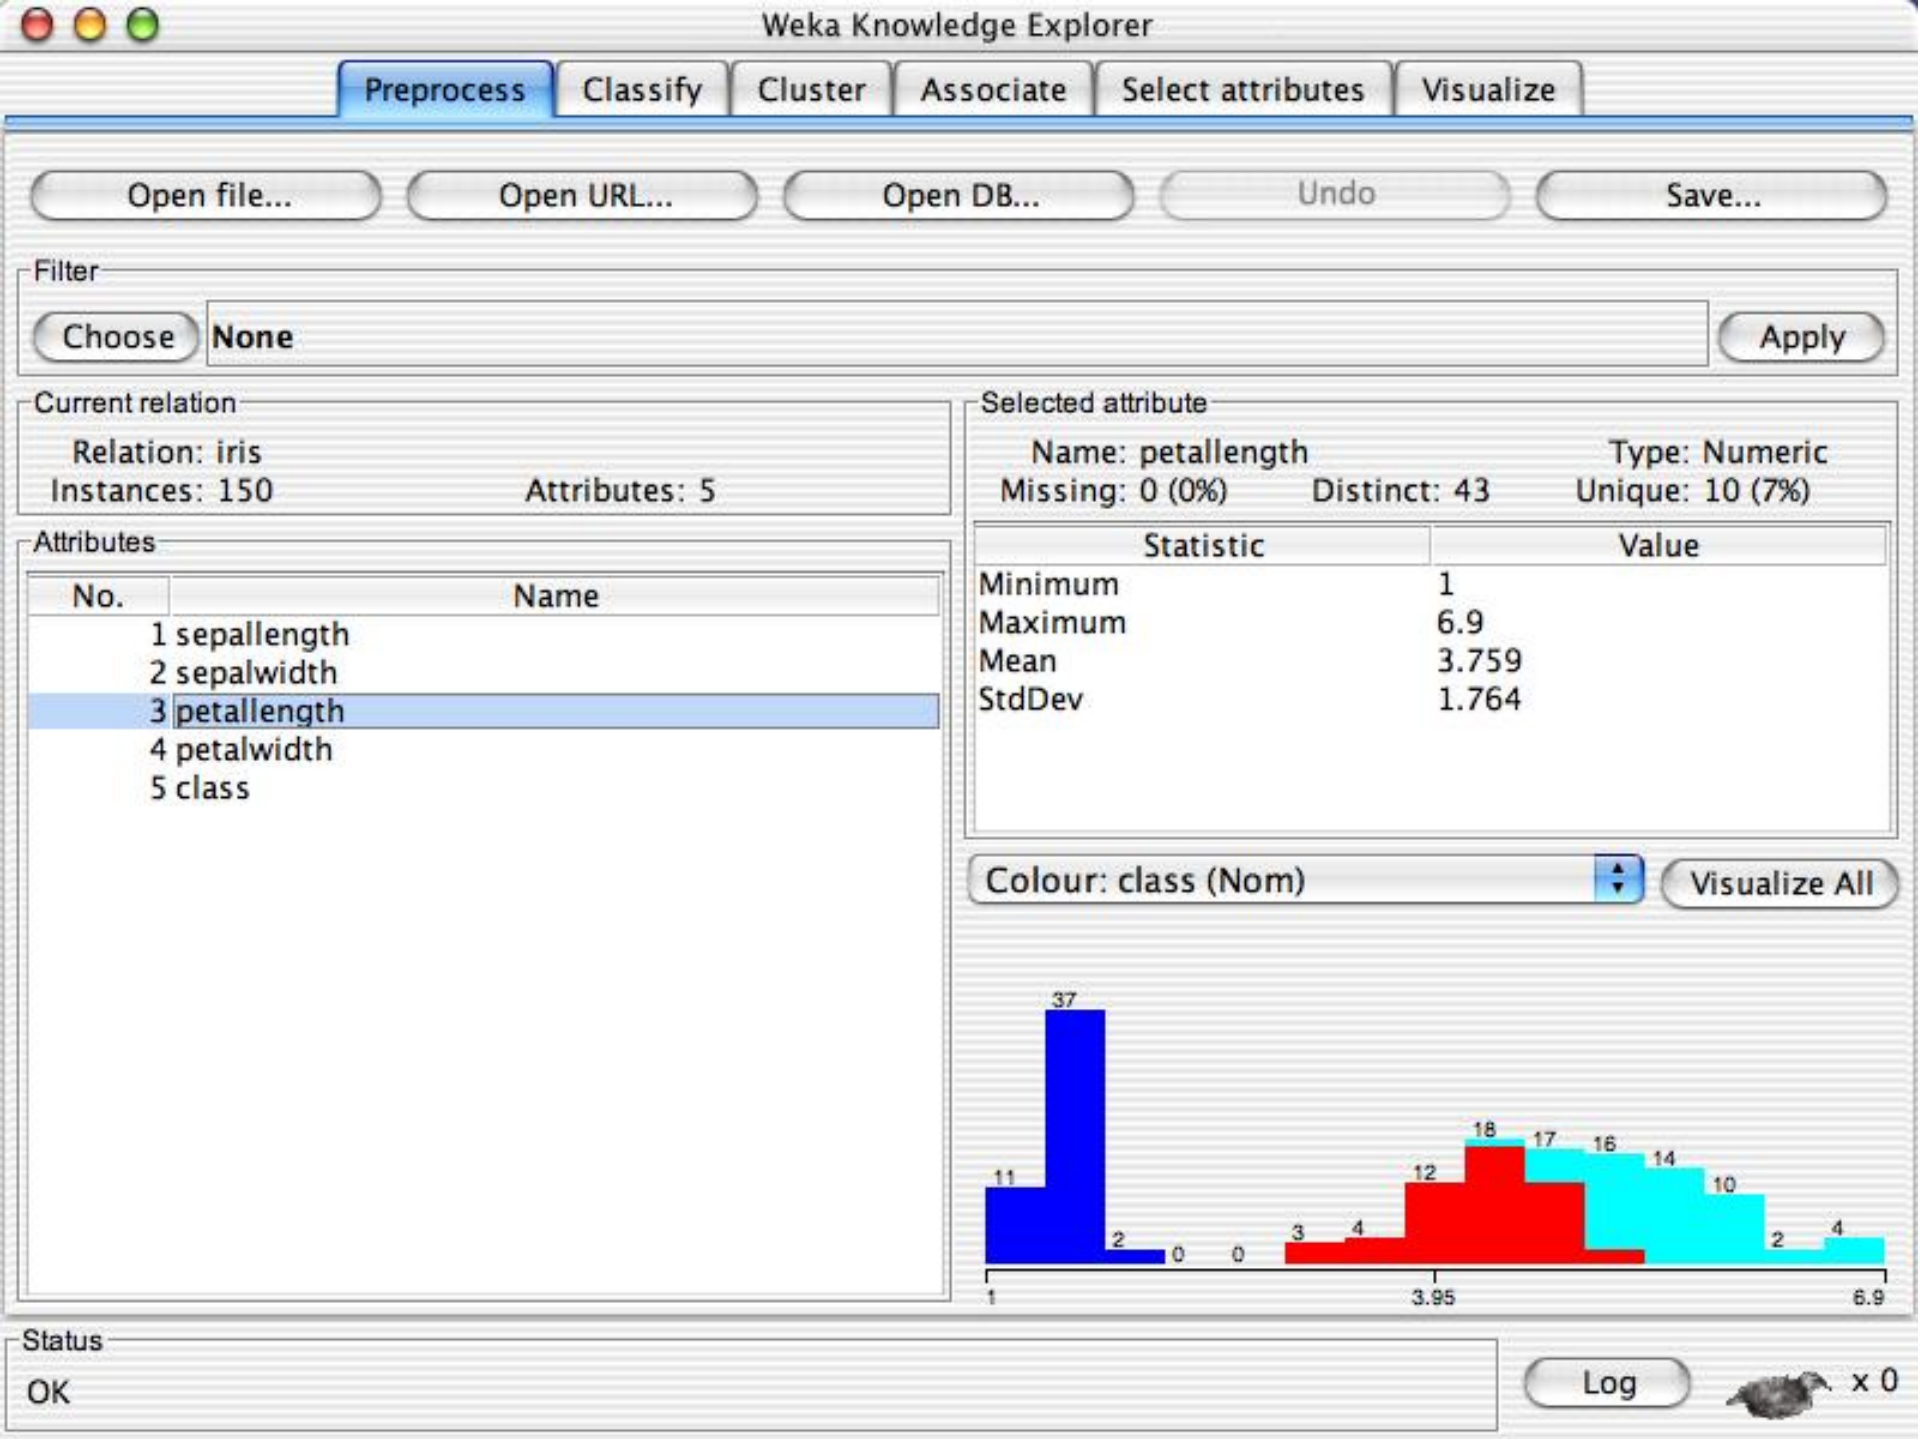 Weka Knowledge Explorer
Preprocess Classify Cluster Associate Select attributes Visualize
Open file... Open URL... Open DB... Undo Save...
Filter
Choose None Apply
Current relation
Relation: iris
Instances: 150 Attributes: 5
Attributes
No. Name
1 sepallength
2 sepalwidth
3 petallength
4 petalwidth
5 class
Selected attribute
Name: petallength Type: Numeric
Missing: 0 (0%) Distinct: 43 Unique: 10 (7%)
Statistic Value
Minimum 1
Maximum 6.9
Mean 3.759
StdDev 1.764
Colour: class (Nom) Visualize All
11 37 2 0 0 3 4 12 18 17 16 14 10 2 4
1 3.95 6.9
Status
OK
Log x 0